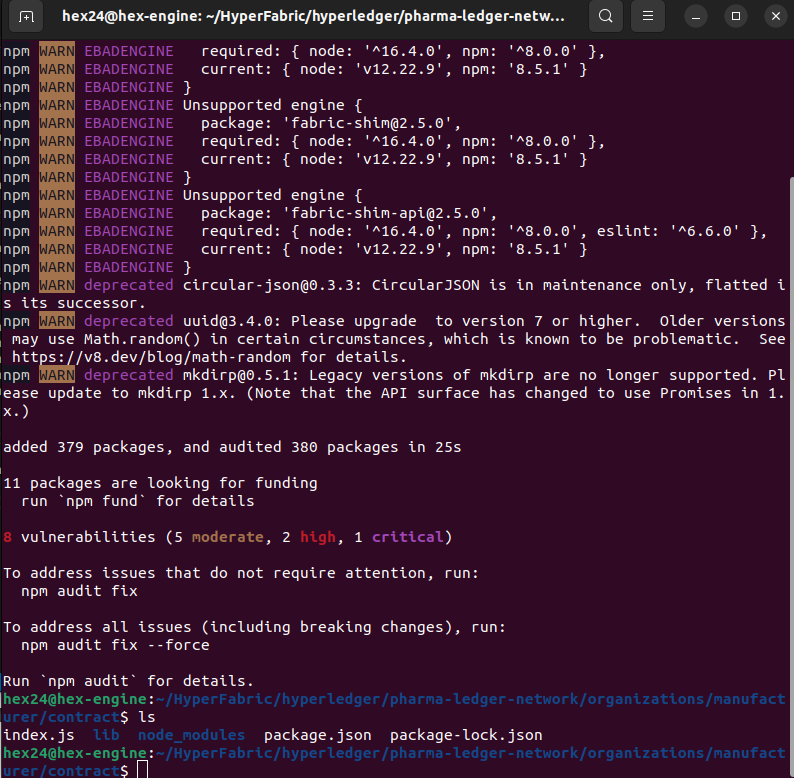 hex24@hex-engine: ~/HyperFabric/hyperledger/pharma-ledger-netw...
npm WARN EBADENGINE   required: { node: '^16.4.0', npm: '^8.0.0' },
npm WARN EBADENGINE   current: { node: 'v12.22.9', npm: '8.5.1' }
npm WARN EBADENGINE }
npm WARN EBADENGINE Unsupported engine {
npm WARN EBADENGINE   package: 'fabric-shim@2.5.0',
npm WARN EBADENGINE   required: { node: '^16.4.0', npm: '^8.0.0' },
npm WARN EBADENGINE   current: { node: 'v12.22.9', npm: '8.5.1' }
npm WARN EBADENGINE }
npm WARN EBADENGINE Unsupported engine {
npm WARN EBADENGINE   package: 'fabric-shim-api@2.5.0',
npm WARN EBADENGINE   required: { node: '^16.4.0', npm: '^8.0.0', eslint: '^6.6.0' },
npm WARN EBADENGINE   current: { node: 'v12.22.9', npm: '8.5.1' }
npm WARN EBADENGINE }
npm WARN deprecated circular-json@0.3.3: CircularJSON is in maintenance only, flatted i
s its successor.
npm WARN deprecated uuid@3.4.0: Please upgrade  to version 7 or higher.  Older versions
 may use Math.random() in certain circumstances, which is known to be problematic.  See
 https://v8.dev/blog/math-random for details.
npm WARN deprecated mkdirp@0.5.1: Legacy versions of mkdirp are no longer supported. Pl
ease update to mkdirp 1.x. (Note that the API surface has changed to use Promises in 1.
x.)
added 379 packages, and audited 380 packages in 25s
11 packages are looking for funding
  run `npm fund` for details
8 vulnerabilities (5 moderate, 2 high, 1 critical)
To address issues that do not require attention, run:
  npm audit fix
To address all issues (including breaking changes), run:
  npm audit fix --force
Run `npm audit` for details.
hex24@hex-engine:~/HyperFabric/hyperledger/pharma-ledger-network/organizations/manufact
urer/contract$ ls
index.js  lib  node_modules  package.json  package-lock.json
hex24@hex-engine:~/HyperFabric/hyperledger/pharma-ledger-network/organizations/manufact
urer/contract$